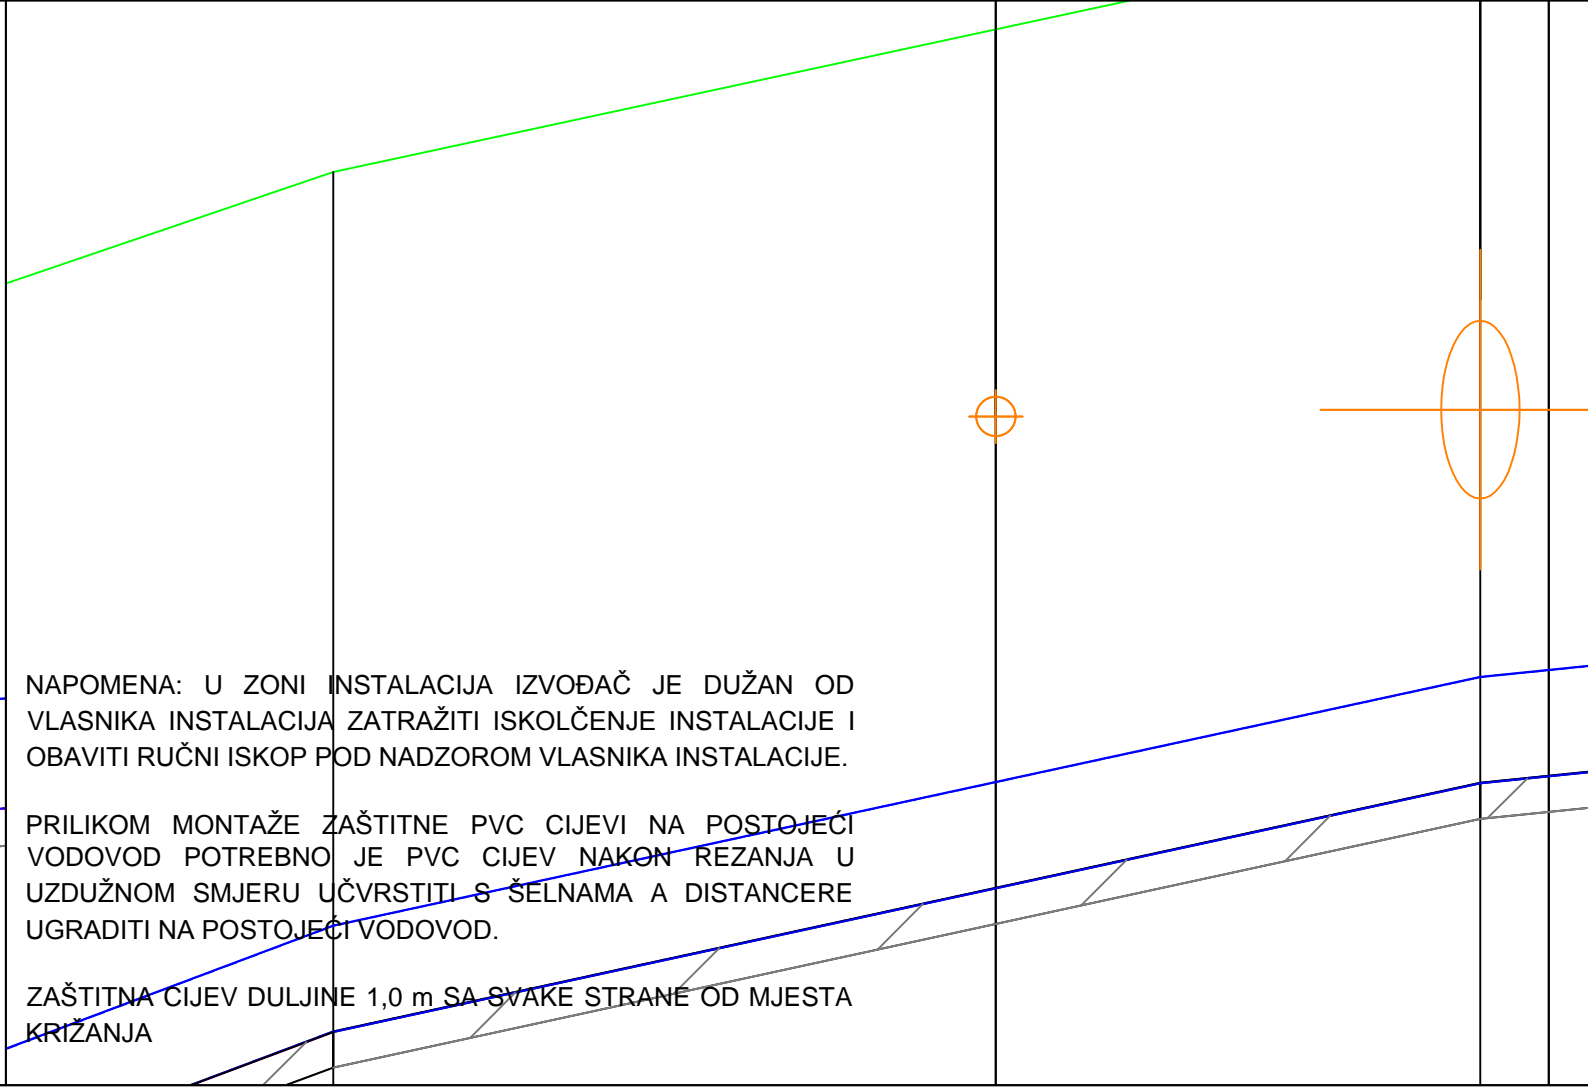 NAPOMENA: U ZONI INSTALACIJA IZVOĐAČ JE DUŽAN OD
VLASNIKA INSTALACIJA ZATRAŽITI ISKOLČENJE INSTALACIJE I
OBAVITI RUČNI ISKOP POD NADZOROM VLASNIKA INSTALACIJE.
PRILIKOM MONTAŽE ZAŠTITNE PVC CIJEVI NA POSTOJEĆI
VODOVOD POTREBNO JE PVC CIJEV NAKON REZANJA U
UZDUŽNOM SMJERU UČVRSTITI S ŠELNAMA A DISTANCERE
UGRADITI NA POSTOJEĆI VODOVOD.
ZAŠTITNA CIJEV DULJINE 1,0 m SA SVAKE STRANE OD MJESTA
KRIŽANJA